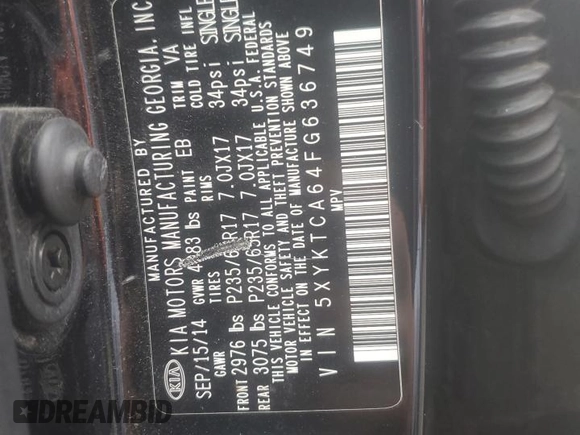 KIA
MANUFACTURED BY
KIA MOTORS MANUFACTURING GEORGIA, INC
SEP/15/14 GVWR 4 83 lbs PAINT EB TRIM VA
GAWR TIRES RIMS COLD TIRE INFL
FRONT 2976 lbs P235/65R17 7.0JX17 34psi SINGLE
REAR 3075 lbs P235/65R17 7.0JX17 34psi SINGLE
THIS VEHICLE CONFORMS TO ALL APPLICABLE U.S.A. FEDERAL
MOTOR VEHICLE SAFETY AND THEFT PREVENTION STANDARDS
IN EFFECT ON THE DATE OF MANUFACTURE SHOWN ABOVE
VIN 5XYKTCA64FG636749
MPV
DREAMBID